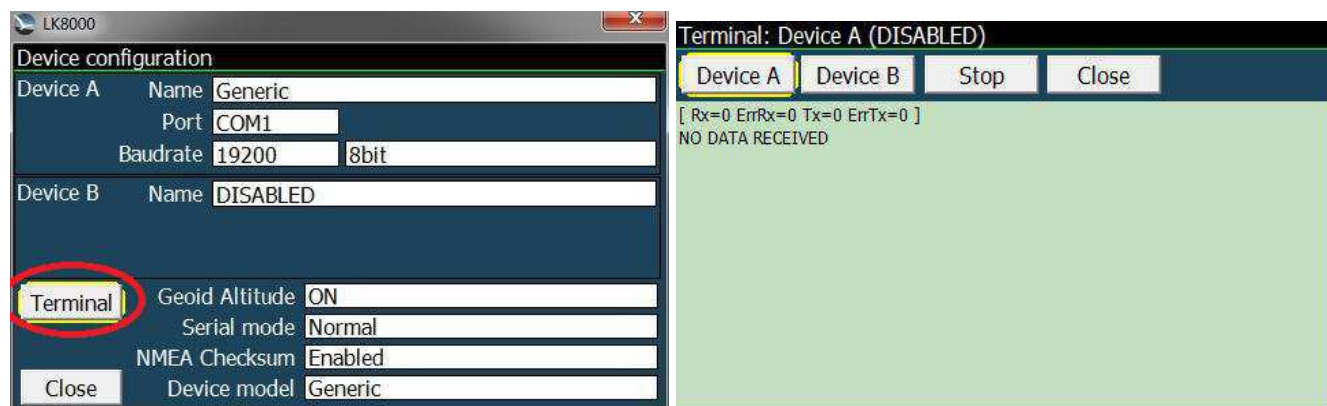 LK8000
Device configuration
Device A Name Generic
Port COM1
Baudrate 19200 8bit
Device B Name DISABLED
Terminal Geoid Altitude ON
Serial mode Normal
NMEA Checksum Enabled
Close Device model Generic
Terminal: Device A (DISABLED)
Device A Device B Stop Close
[ Rx=0 ErrRx=0 Tx=0 ErrTx=0 ]
NO DATA RECEIVED